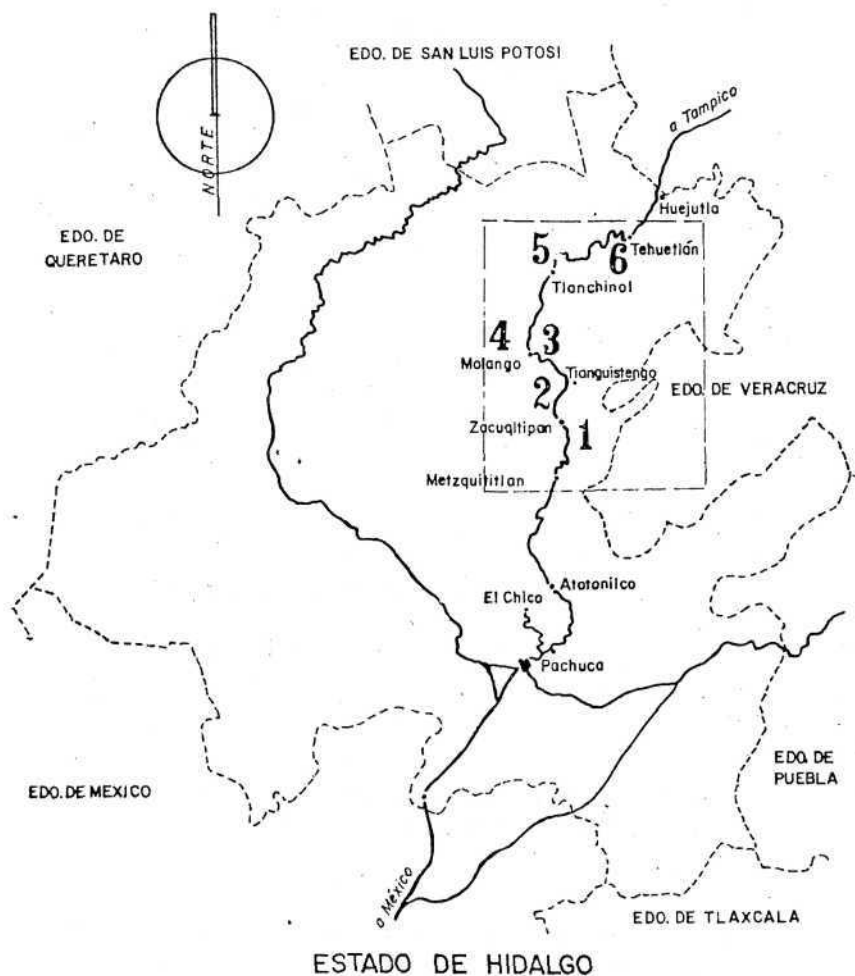 EDO. DE SAN LUIS POTOSI
a Tampico
NORTE
Huejutla
EDO. DE
QUERETARO
5
6
Tehuetlán
Tlanchinol
4
3
Molango
Tianguistengo
2
EDO. DE VERACRUZ
Zacualtipan
1
Metzquititlan
Atotonilco
El Chico
Pachuca
EDO. DE
PUEBLA
EDO. DE MEXICO
a México
EDO. DE TLAXCALA
ESTADO DE HIDALGO